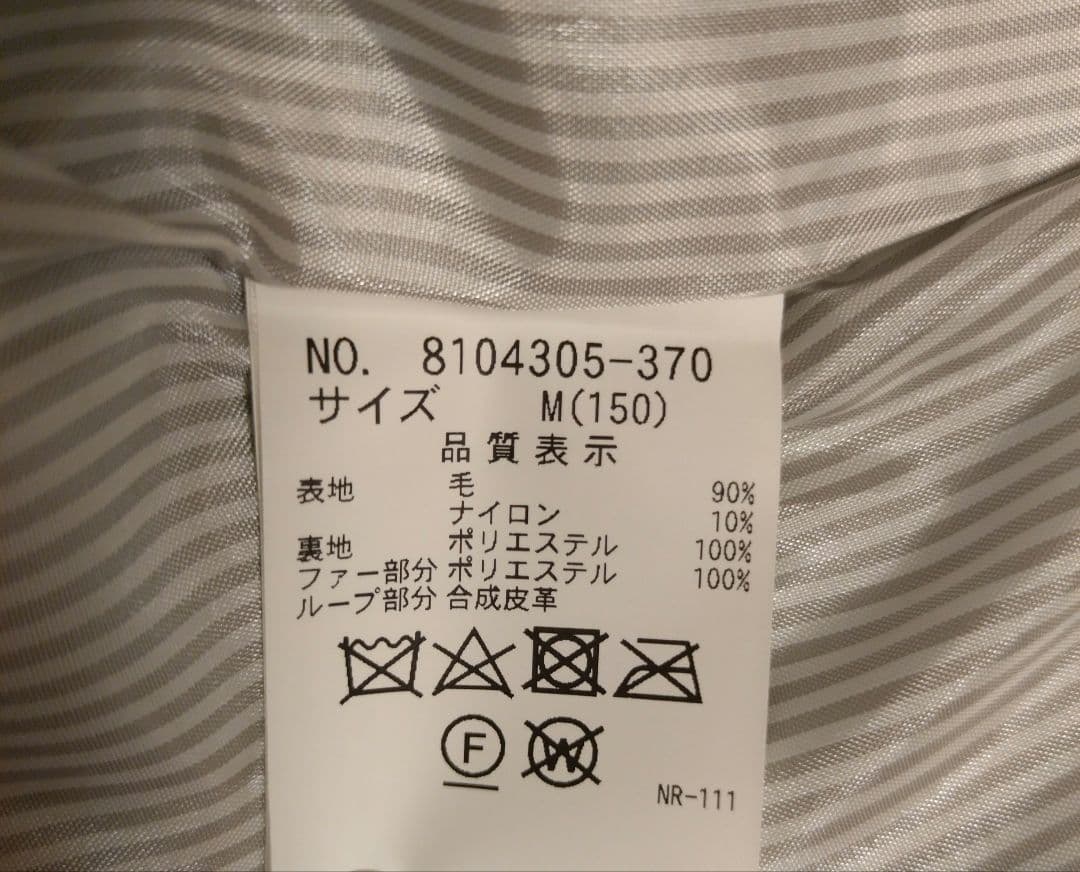 NO. 8104305-370
サイズ M(150)
品質表示
表地 毛 90%
ナイロン 10%
裏地 ポリエステル 100%
ファー部分 ポリエステル 100%
ループ部分 合成皮革
F W
NR-111